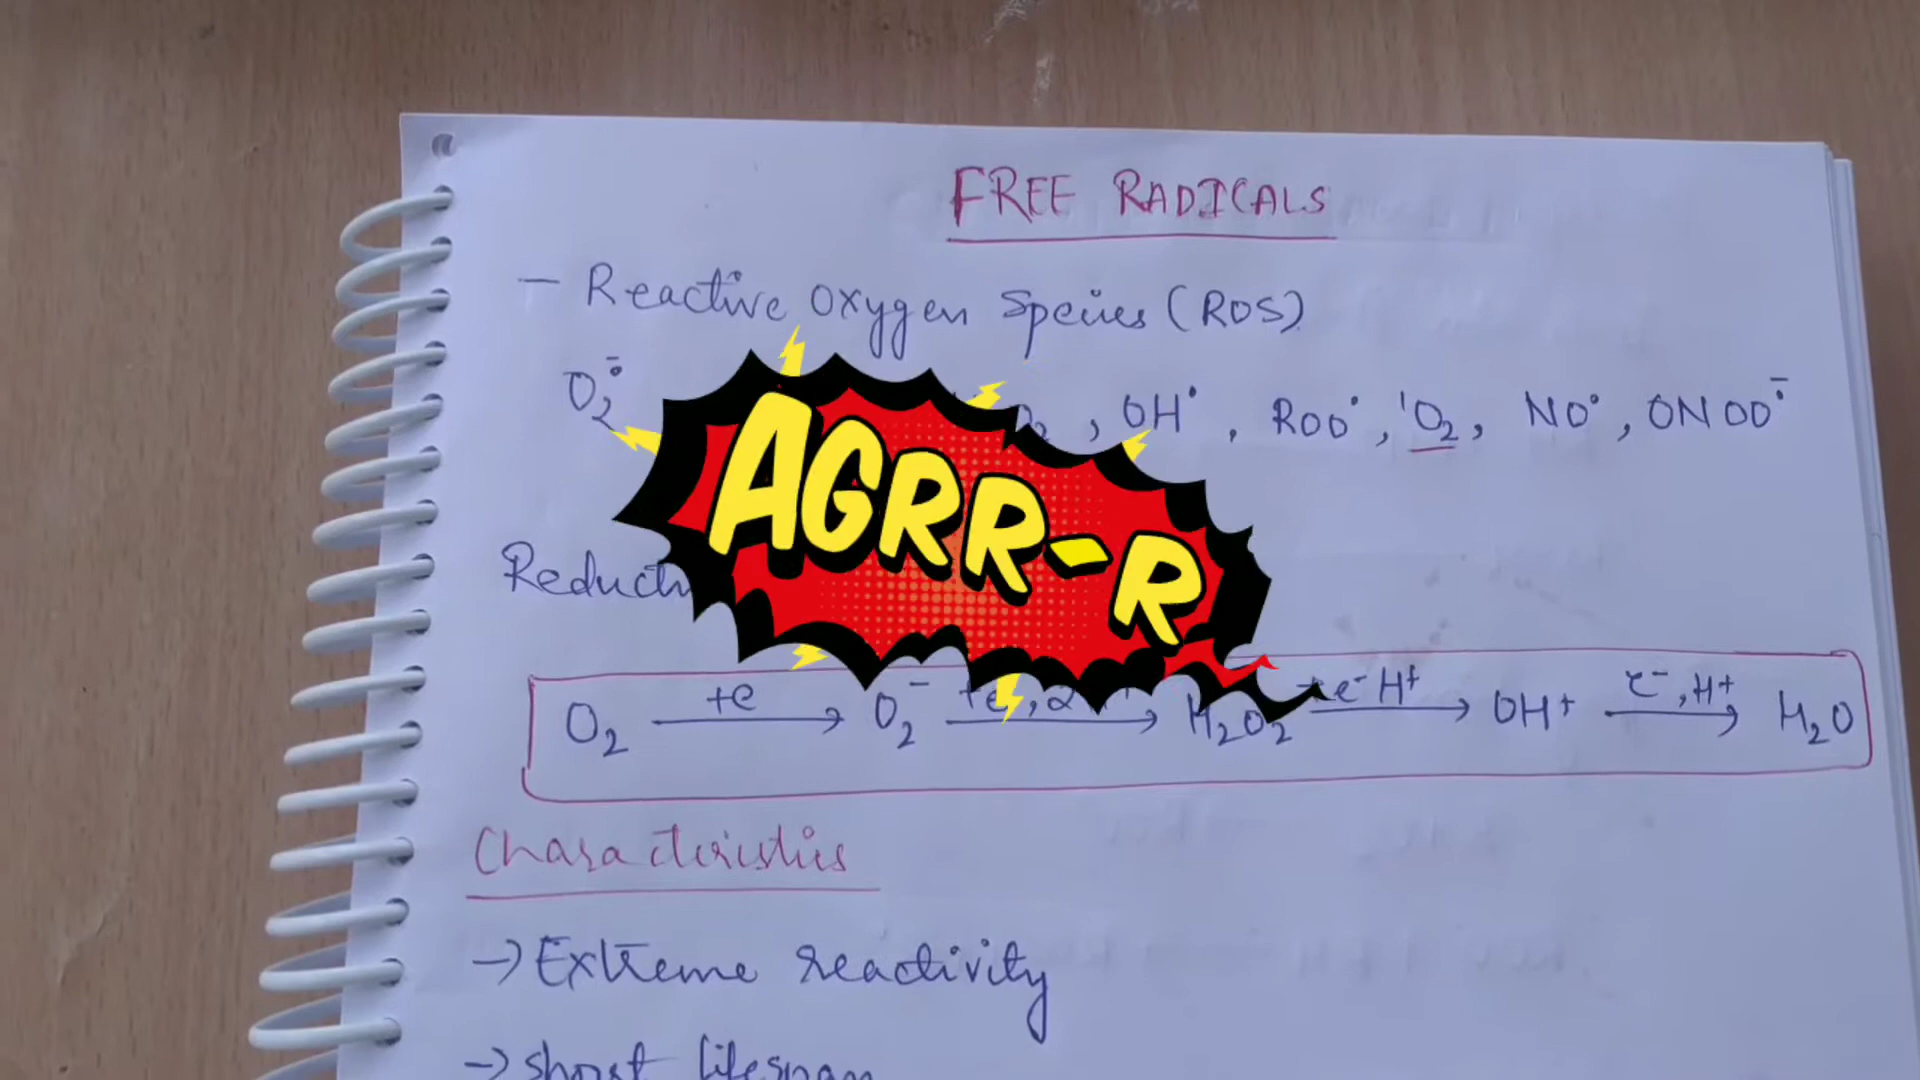 FREE RADICALS
- Reactive Oxygen Species (ROS)
O₂•⁻ , OH• , ROO• , ¹O₂ , NO• , ONOO•⁻
AGRR-R
O₂ +e → O₂⁻ → H₂O₂ e⁻ H⁺ → OH+ e⁻, H⁺ → H₂O
Characteristics
→ Extreme reactivity
→ Short lifespan